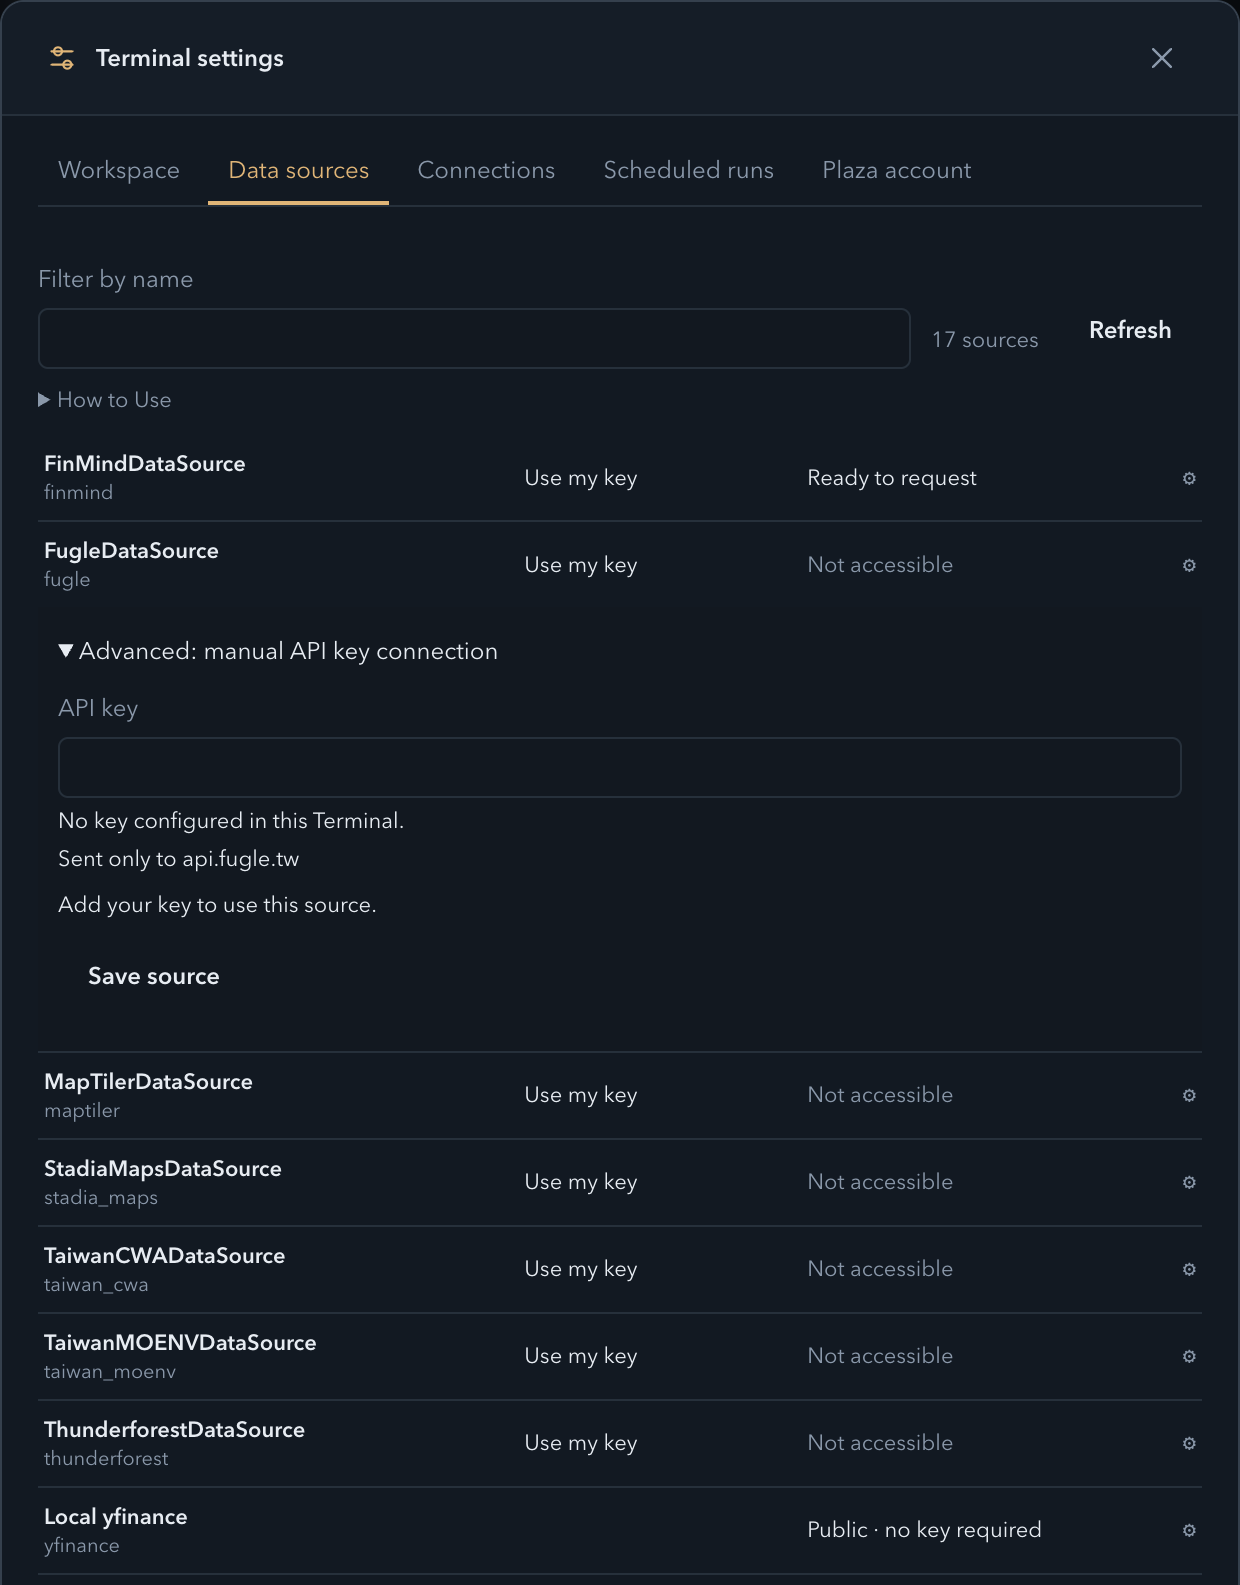 Terminal settings
Workspace
Data sources
Connections
Scheduled runs
Plaza account
Filter by name
17 sources
Refresh
How to Use
FinMindDataSource
finmind
Use my key
Ready to request
FugleDataSource
fugle
Use my key
Not accessible
Advanced: manual API key connection
API key
No key configured in this Terminal.
Sent only to api.fugle.tw
Add your key to use this source.
Save source
MapTilerDataSource
maptiler
Use my key
Not accessible
StadiaMapsDataSource
stadia_maps
Use my key
Not accessible
TaiwanCWADataSource
taiwan_cwa
Use my key
Not accessible
TaiwanMOENVDataSource
taiwan_moenv
Use my key
Not accessible
ThunderforestDataSource
thunderforest
Use my key
Not accessible
Local yfinance
yfinance
Public · no key required